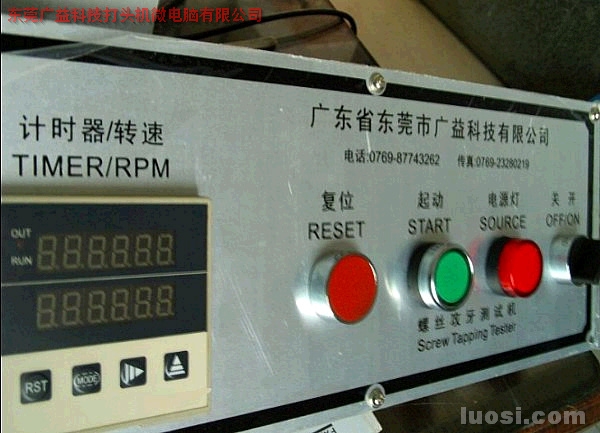 东莞广益科技打头机微电脑有限公司
计时器/转速
TIMER/RPM
OUT
RUN
RST
MODE
广东省东莞市广益科技有限公司
电话:0769-87743262 传真:0769-23280219
复位
RESET
起动
START
电源灯
SOURCE
关 开
OFF/ON
螺丝攻牙测试机
Screw Tapping Tester
luosi.com